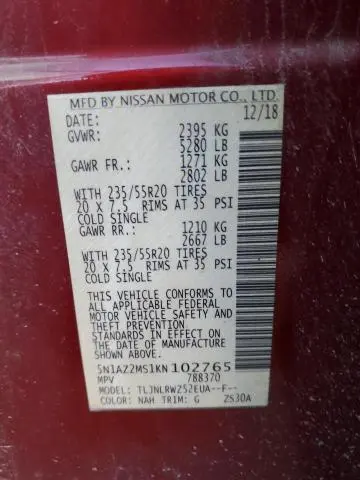 MFD BY NISSAN MOTOR CO., LTD.
DATE: 12/18
GVWR: 2395 KG
5280 LB
GAWR FR.: 1271 KG
2802 LB
WITH 235/55R20 TIRES
20 X 7.5 RIMS AT 35 PSI
COLD SINGLE
GAWR RR.: 1210 KG
2667 LB
WITH 235/55R20 TIRES
20 X 7.5 RIMS AT 35 PSI
COLD SINGLE
THIS VEHICLE CONFORMS TO
ALL APPLICABLE FEDERAL
MOTOR VEHICLE SAFETY AND
THEFT PREVENTION
STANDARDS IN EFFECT ON
THE DATE OF MANUFACTURE
SHOWN ABOVE.
5N1AZ2MS1KN102765
MPV 788370
MODEL: TLJNLRWZ52EUA--F--
COLOR: NAH TRIM: G ZS30A